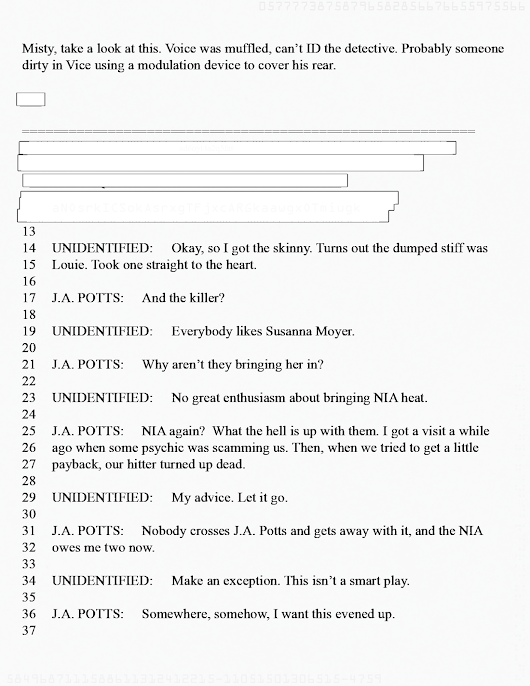 Misty, take a look at this. Voice was muffled, can't ID the detective. Probably someone
dirty in Vice using a modulation device to cover his rear.
13
14 UNIDENTIFIED: Okay, so I got the skinny. Turns out the dumped stiff was
15 Louie. Took one straight to the heart.
16
17 J.A. POTTS: And the killer?
18
19 UNIDENTIFIED: Everybody likes Susanna Moyer.
20
21 J.A. POTTS: Why aren't they bringing her in?
22
23 UNIDENTIFIED: No great enthusiasm about bringing NIA heat.
24
25 J.A. POTTS: NIA again? What the hell is up with them. I got a visit a while
26 ago when some psychic was scamming us. Then, when we tried to get a little
27 payback, our hitter turned up dead.
28
29 UNIDENTIFIED: My advice. Let it go.
30
31 J.A. POTTS: Nobody crosses J.A. Potts and gets away with it, and the NIA
32 owes me two now.
33
34 UNIDENTIFIED: Make an exception. This isn't a smart play.
35
36 J.A. POTTS: Somewhere, somehow, I want this evened up.
37